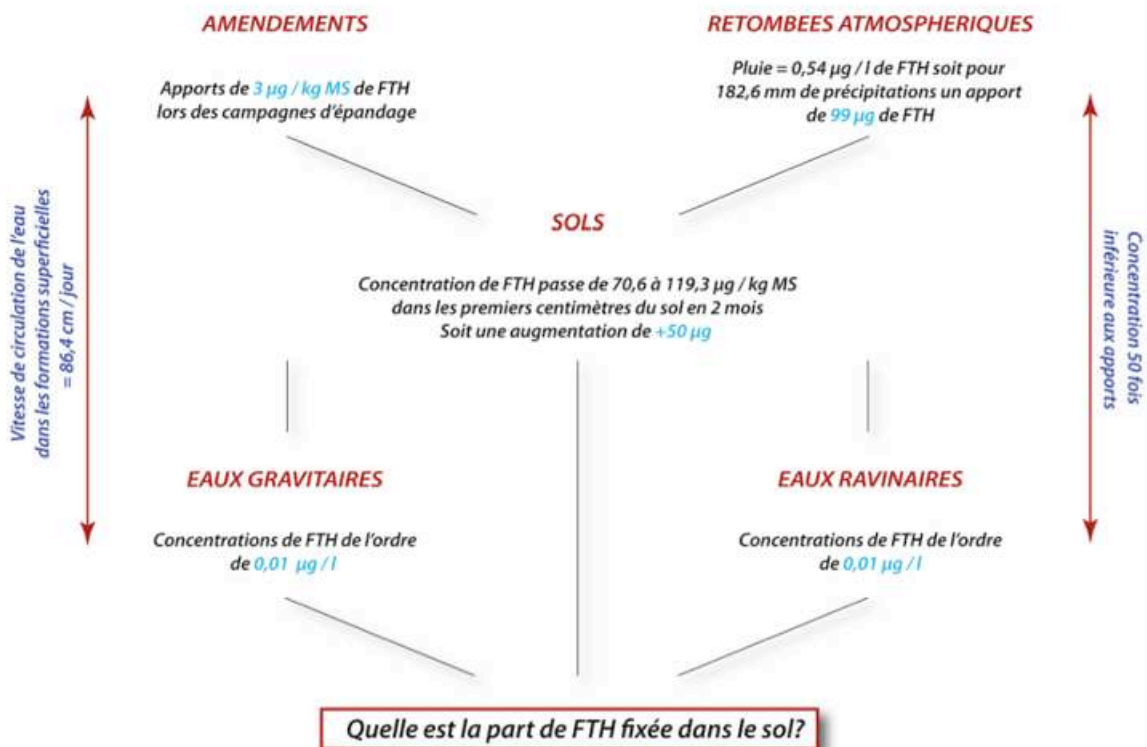 AMENDEMENTS
Apports de 3 µg / kg MS de FTH
lors des campagnes d'épandage
RETOMBEES ATMOSPHERIQUES
Pluie = 0,54 µg / l de FTH soit pour
182,6 mm de précipitations un apport
de 99 µg de FTH
Vitesse de circulation de l'eau
dans les formations superficielles
= 86,4 cm / jour
Concentration 50 fois
inférieure aux apports
SOLS
Concentration de FTH passe de 70,6 à 119,3 µg / kg MS
dans les premiers centimètres du sol en 2 mois
Soit une augmentation de +50 µg
EAUX GRAVITAIRES
Concentrations de FTH de l'ordre
de 0,01 µg / l
EAUX RAVINAIRES
Concentrations de FTH de l'ordre
de 0,01 µg / l
Quelle est la part de FTH fixée dans le sol?